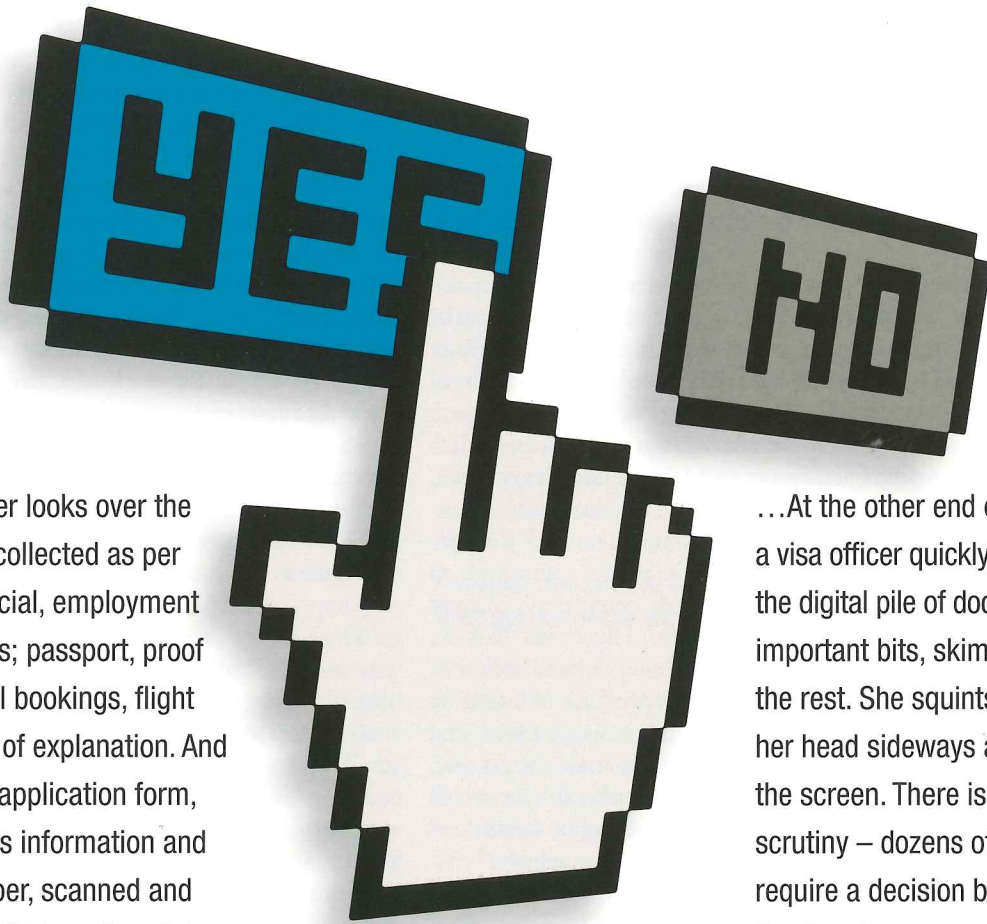 YES
NO
er looks over the
collected as per
cial, employment
s; passport, proof
l bookings, flight
of explanation. And
application form,
s information and
per, scanned and
…At the other end
a visa officer quickly
the digital pile of doc
important bits, skim
the rest. She squints
her head sideways a
the screen. There is
scrutiny – dozens of
require a decision b